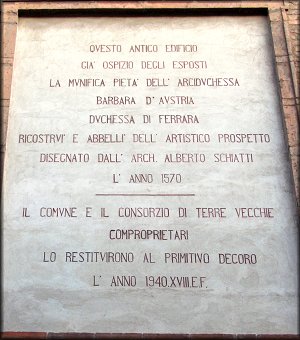 QVESTO ANTICO EDIFICIO
GIA' OSPIZIO DEGLI ESPOSTI
LA MVNIFICA PIETA' DELL' ARCIDVCHESSA
BARBARA D' AVSTRIA
DVCHESSA DI FERRARA
RICOSTRVI' E ABBELLI' DELL' ARTISTICO PROSPETTO
DISEGNATO DALL' ARCH. ALBERTO SCHIATTI
L' ANNO 1570
IL COMVNE E IL CONSORZIO DI TERRE VECCHIE
COMPROPRIETARI
LO RESTITVIRONO AL PRIMITIVO DECORO
L' ANNO 1940.XVIII.E.F.